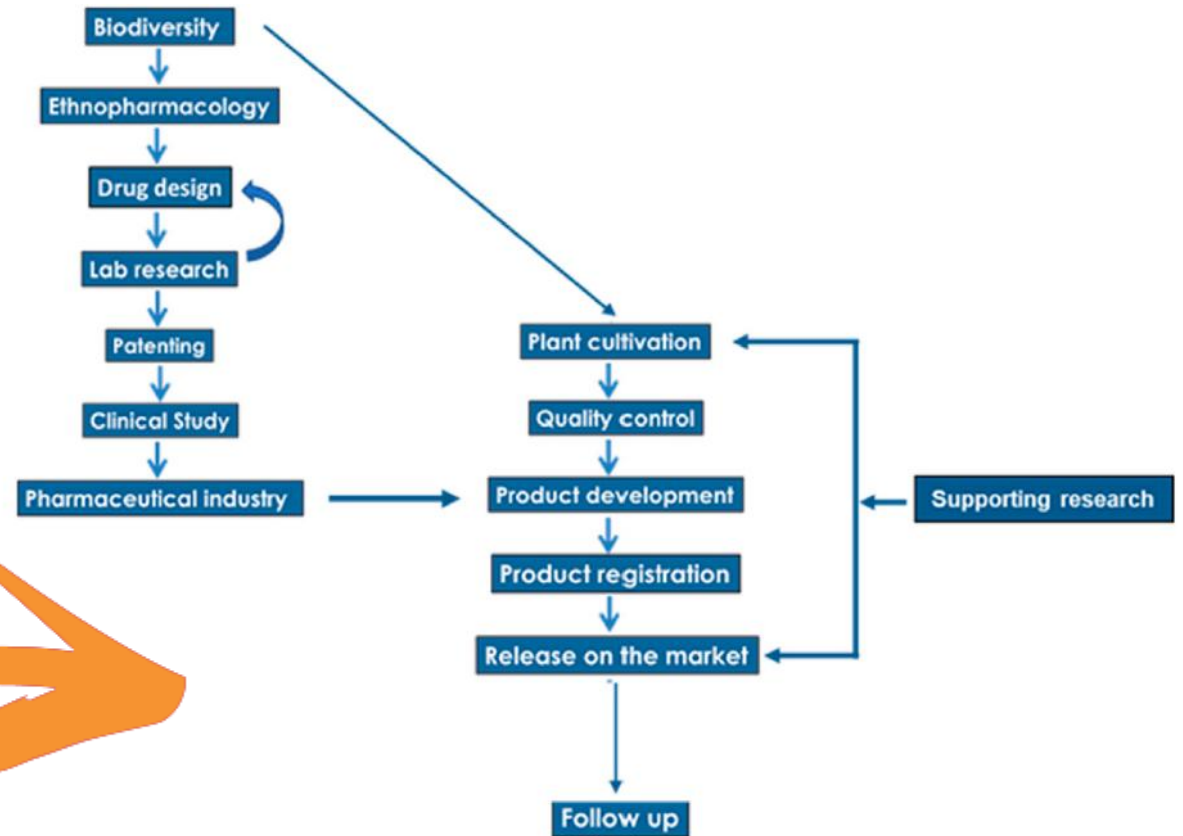 Biodiversity
Ethnopharmacology
Drug design
Lab research
Patenting
Clinical Study
Pharmaceutical industry
Plant cultivation
Quality control
Product development
Product registration
Release on the market
Follow up
Supporting research